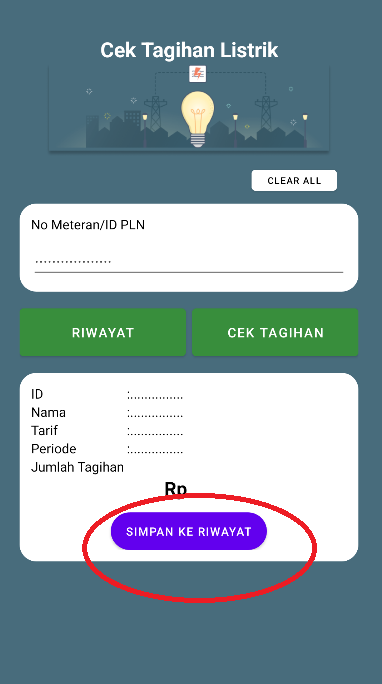 Cek Tagihan Listrik
CLEAR ALL
No Meteran/ID PLN
..................
RIWAYAT CEK TAGIHAN
ID :...............
Nama :...............
Tarif :...............
Periode :...............
Jumlah Tagihan
Rp
SIMPAN KE RIWAYAT